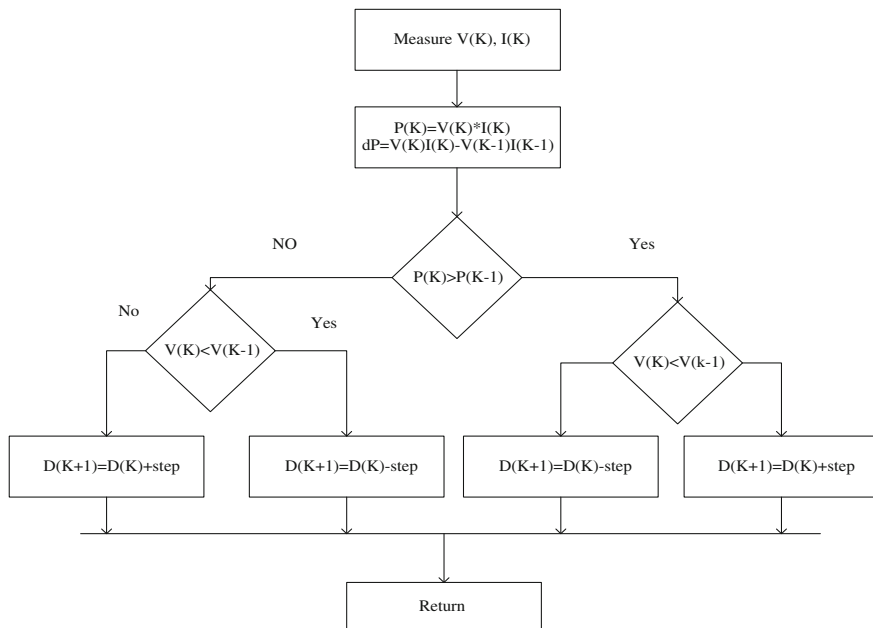 Measure V(K), I(K)
P(K)=V(K)*I(K)
dP=V(K)I(K)-V(K-1)I(K-1)
NO
Yes
P(K)>P(K-1)
No
Yes
V(K)<V(K-1)
V(K)<V(k-1)
D(K+1)=D(K)+step
D(K+1)=D(K)-step
D(K+1)=D(K)-step
D(K+1)=D(K)+step
Return